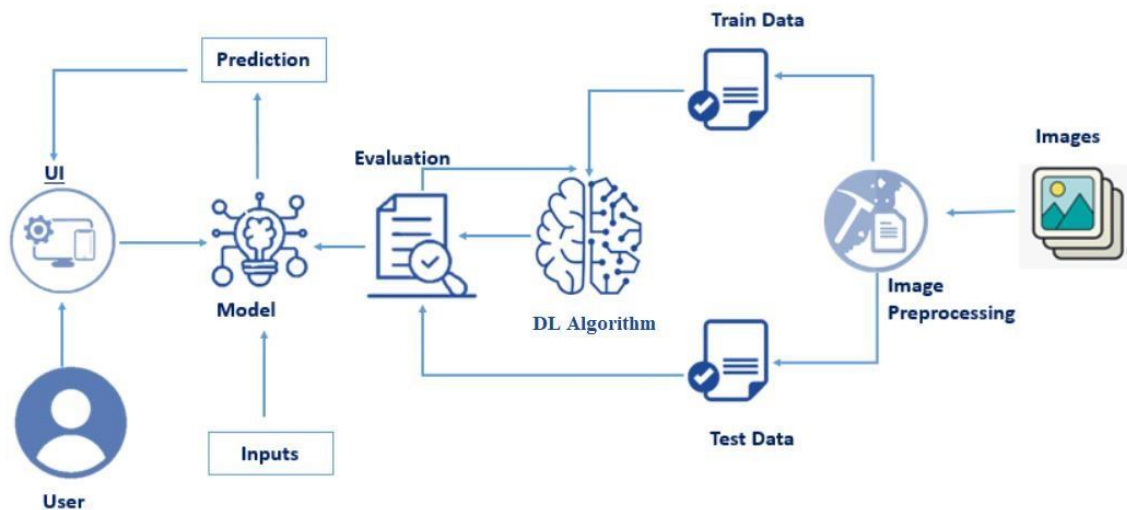 Train Data
Prediction
Images
Evaluation
UI
Model
DL Algorithm
Image
Preprocessing
Inputs
Test Data
User